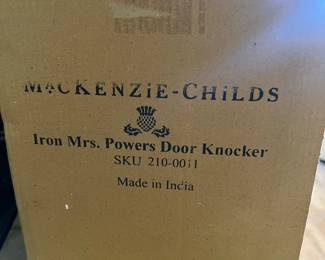 MacKENZiE-CHiLDS
Iron Mrs. Powers Door Knocker
SKU 210-0011
Made in India